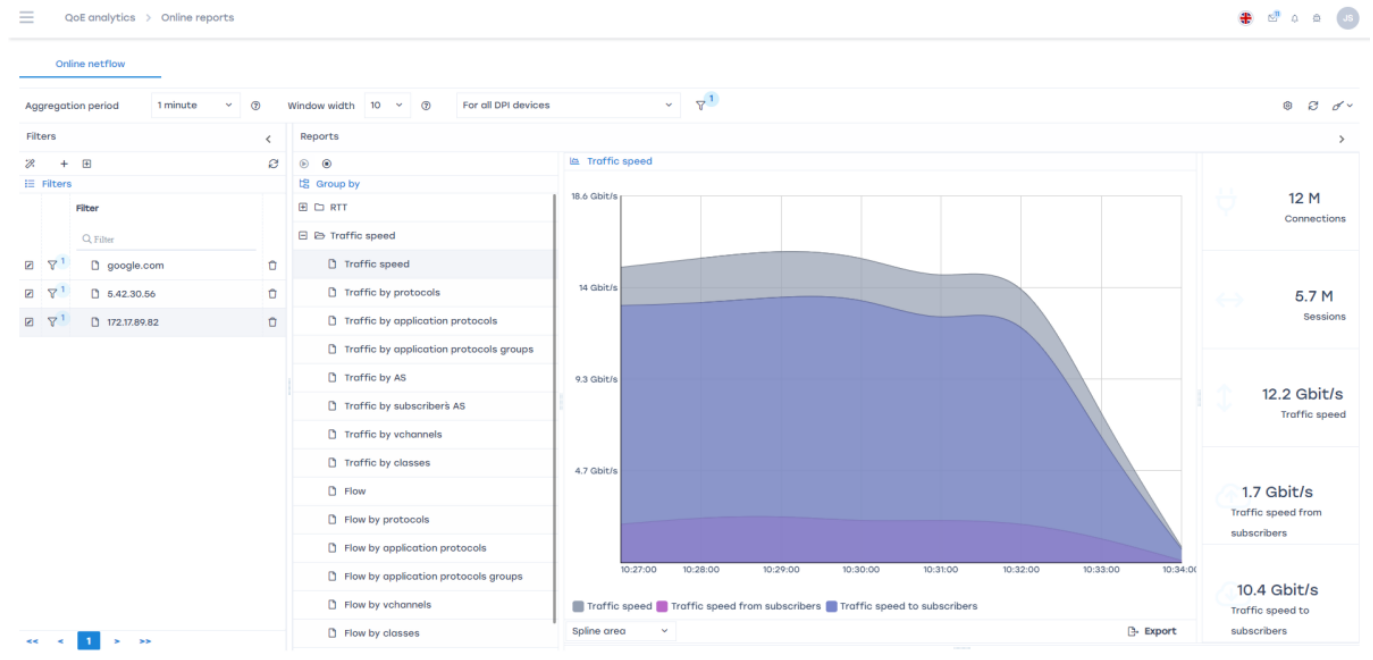 QoE analytics > Online reports
JS
Online netflow
Aggregation period 1 minute Window width 10 For all DPI devices 1
Filters
Filters
Filter
Filter
1 google.com
1 5.42.30.56
1 172.17.89.82
<< < 1 > >>
Reports
Group by
RTT
Traffic speed
Traffic speed
Traffic by protocols
Traffic by application protocols
Traffic by application protocols groups
Traffic by AS
Traffic by subscriber's AS
Traffic by vchannels
Traffic by classes
Flow
Flow by protocols
Flow by application protocols
Flow by application protocols groups
Flow by vchannels
Flow by classes
Traffic speed
18.6 Gbit/s
14 Gbit/s
9.3 Gbit/s
4.7 Gbit/s
10:27:00 10:28:00 10:29:00 10:30:00 10:31:00 10:32:00 10:33:00 10:34:00
Traffic speed Traffic speed from subscribers Traffic speed to subscribers
Spline area Export
12 M
Connections
5.7 M
Sessions
12.2 Gbit/s
Traffic speed
1.7 Gbit/s
Traffic speed from
subscribers
10.4 Gbit/s
Traffic speed to
subscribers